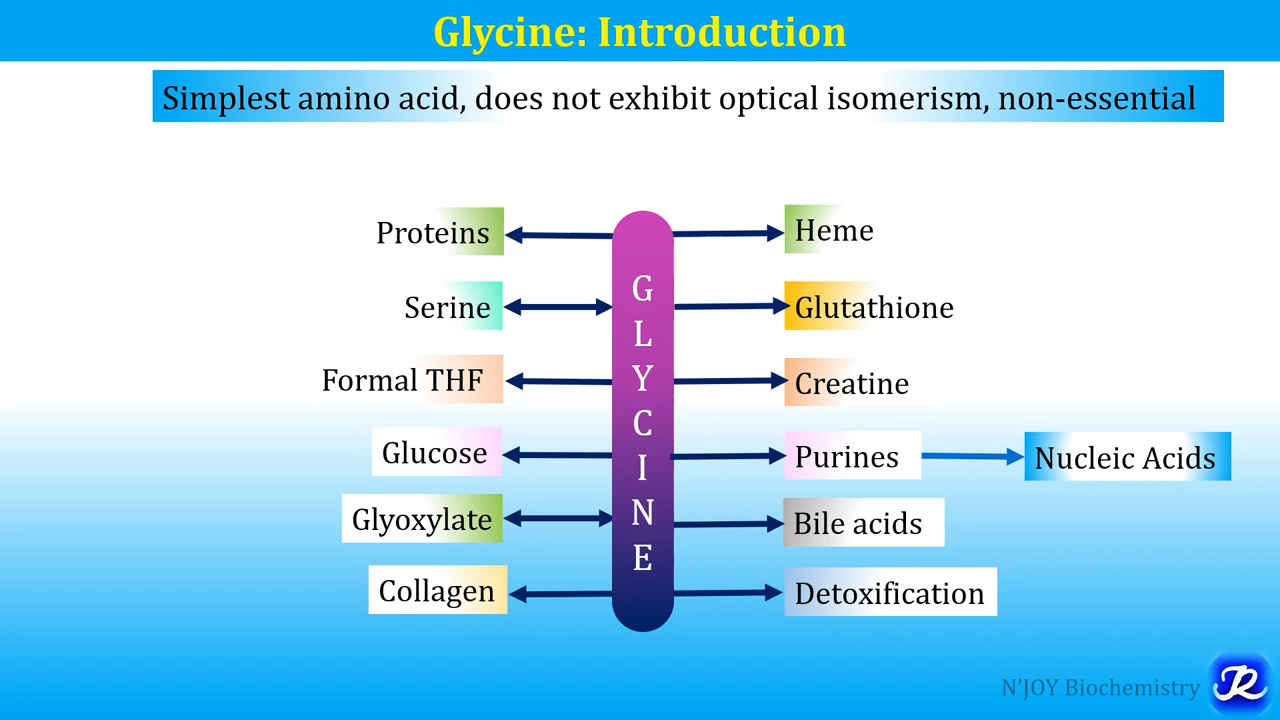 Glycine: Introduction
Simplest amino acid, does not exhibit optical isomerism, non-essential
Proteins
Serine
Formal THF
Glucose
Glyoxylate
Collagen
GLYCINE
Heme
Glutathione
Creatine
Purines
Nucleic Acids
Bile acids
Detoxification
N'JOY Biochemistry
JR